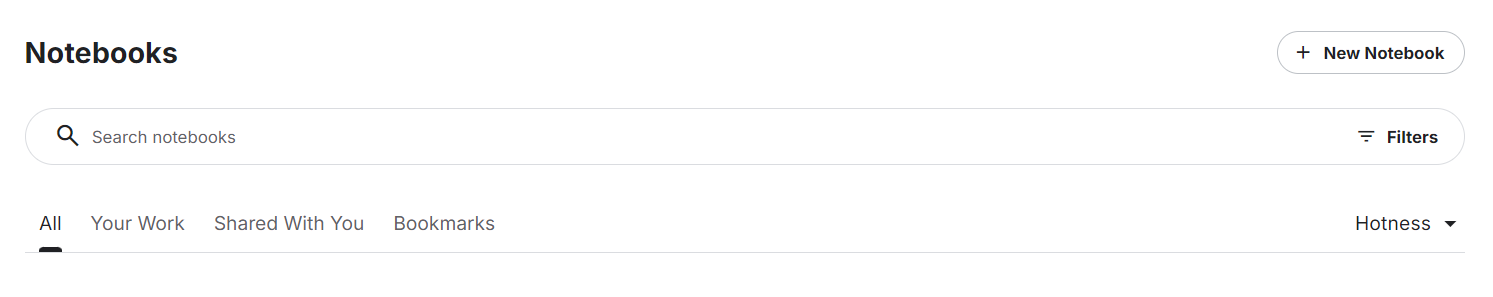 Notebooks
New Notebook
Search notebooks
Filters
All Your Work Shared With You Bookmarks
Hotness